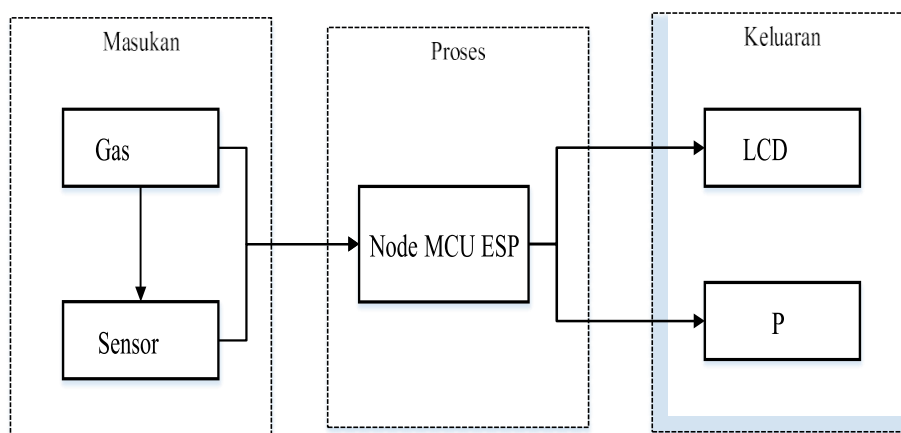 Masukan
Gas
Sensor
Proses
Node MCU ESP
Keluaran
LCD
P